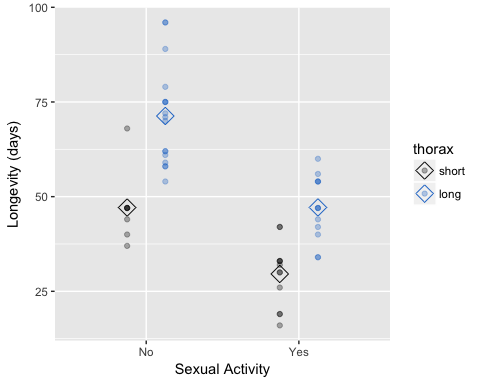 100
75
50
25
Longevity (days)
No
Yes
Sexual Activity
thorax
short
long